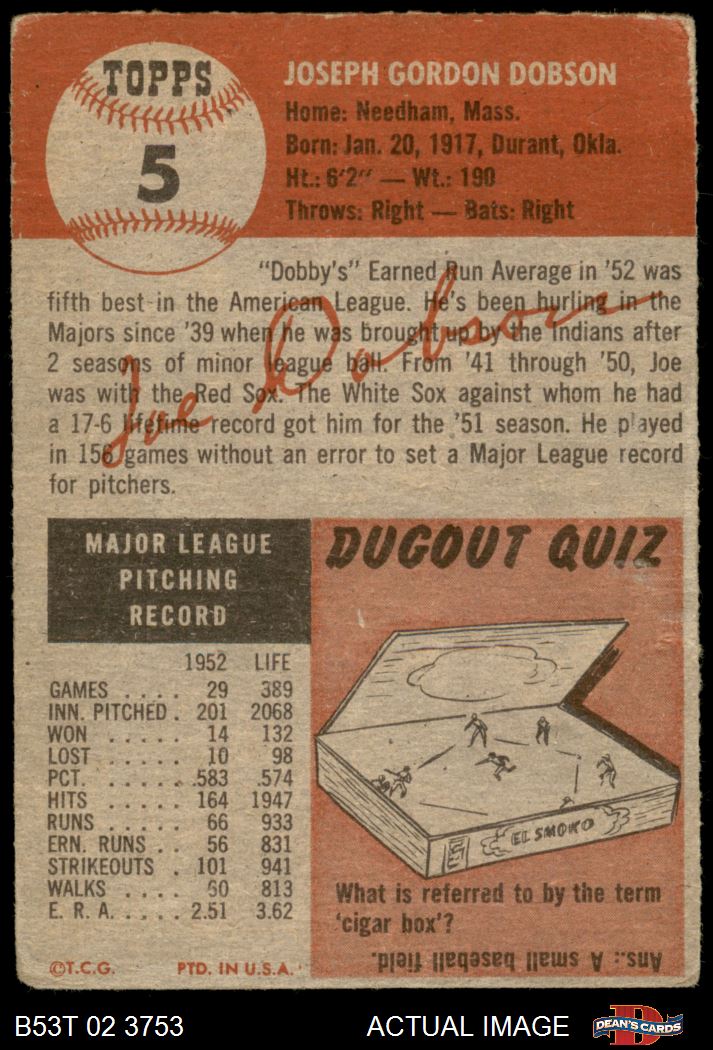 TOPPS
5
JOSEPH GORDON DOBSON
Home: Needham, Mass.
Born: Jan. 20, 1917, Durant, Okla.
Ht.: 6'2" — Wt.: 190
Throws: Right — Bats: Right
"Dobby's" Earned Run Average in '52 was
fifth best in the American League. He's been hurling in the
Majors since '39 when he was brought up by the Indians after
2 seasons of minor league ball. From '41 through '50, Joe
was with the Red Sox. The White Sox against whom he had
a 17-6 lifetime record got him for the '51 season. He played
in 156 games without an error to set a Major League record
for pitchers.
Joe Dobson
MAJOR LEAGUE
PITCHING
RECORD
1952 LIFE
GAMES .... 29 389
INN. PITCHED . 201 2068
WON ..... 14 132
LOST ..... 10 98
PCT. ..... .583 .574
HITS ..... 164 1947
RUNS ..... 66 933
ERN. RUNS .. 56 831
STRIKEOUTS . 101 941
WALKS .... 60 813
E. R. A. .... 2.51 3.62
©T.C.G. PTD. IN U.S.A.
DUGOUT QUIZ
EL SMOKO
What is referred to by the term
'cigar box'?
Ans.: A small baseball field.
B53T 02 3753 ACTUAL IMAGE
D
DEAN'S CARDS